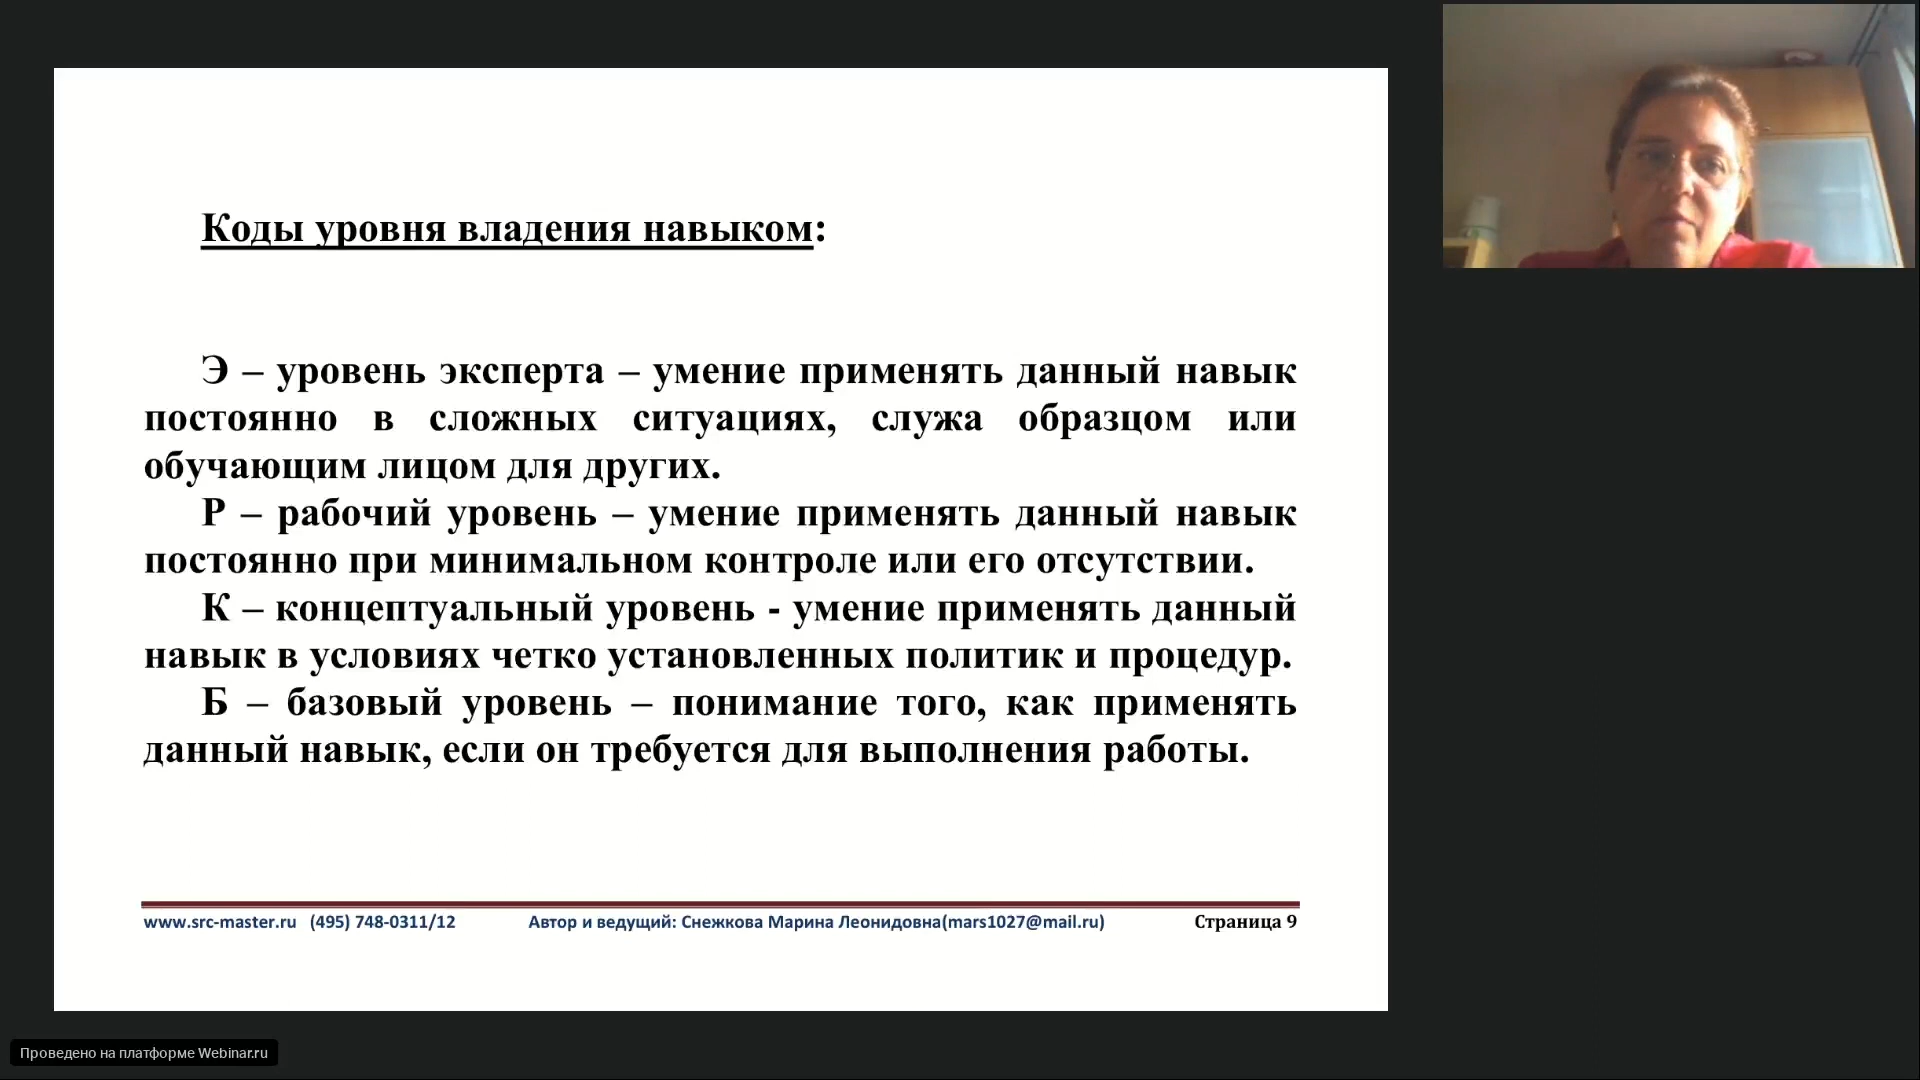 Коды уровня владения навыком:
Э – уровень эксперта – умение применять данный навык
постоянно в сложных ситуациях, служа образцом или
обучающим лицом для других.
Р – рабочий уровень – умение применять данный навык
постоянно при минимальном контроле или его отсутствии.
К – концептуальный уровень - умение применять данный
навык в условиях четко установленных политик и процедур.
Б – базовый уровень – понимание того, как применять
данный навык, если он требуется для выполнения работы.
www.src-master.ru (495) 748-0311/12 Автор и ведущий: Снежкова Марина Леонидовна(mars1027@mail.ru) Страница 9
Проведено на платформе Webinar.ru